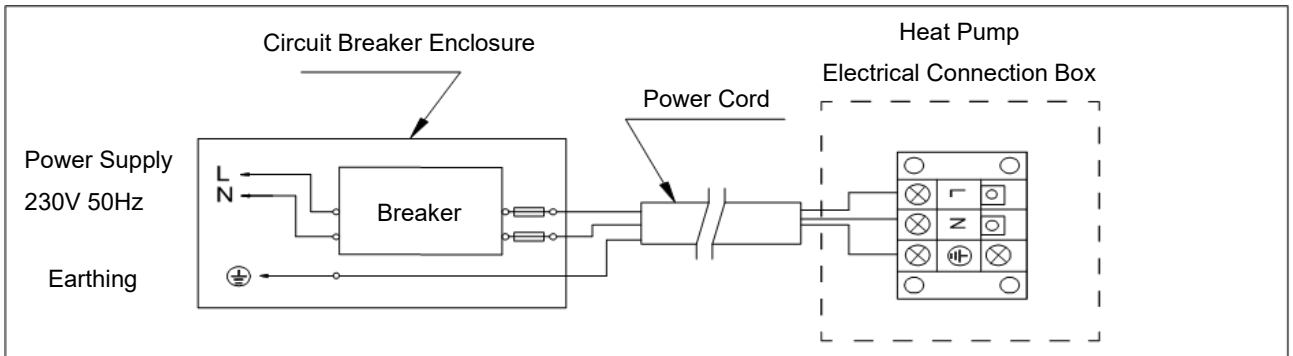 Circuit Breaker Enclosure
Heat Pump
Electrical Connection Box
Power Cord
Power Supply
230V 50Hz
L
N
Breaker
Earthing
L
N